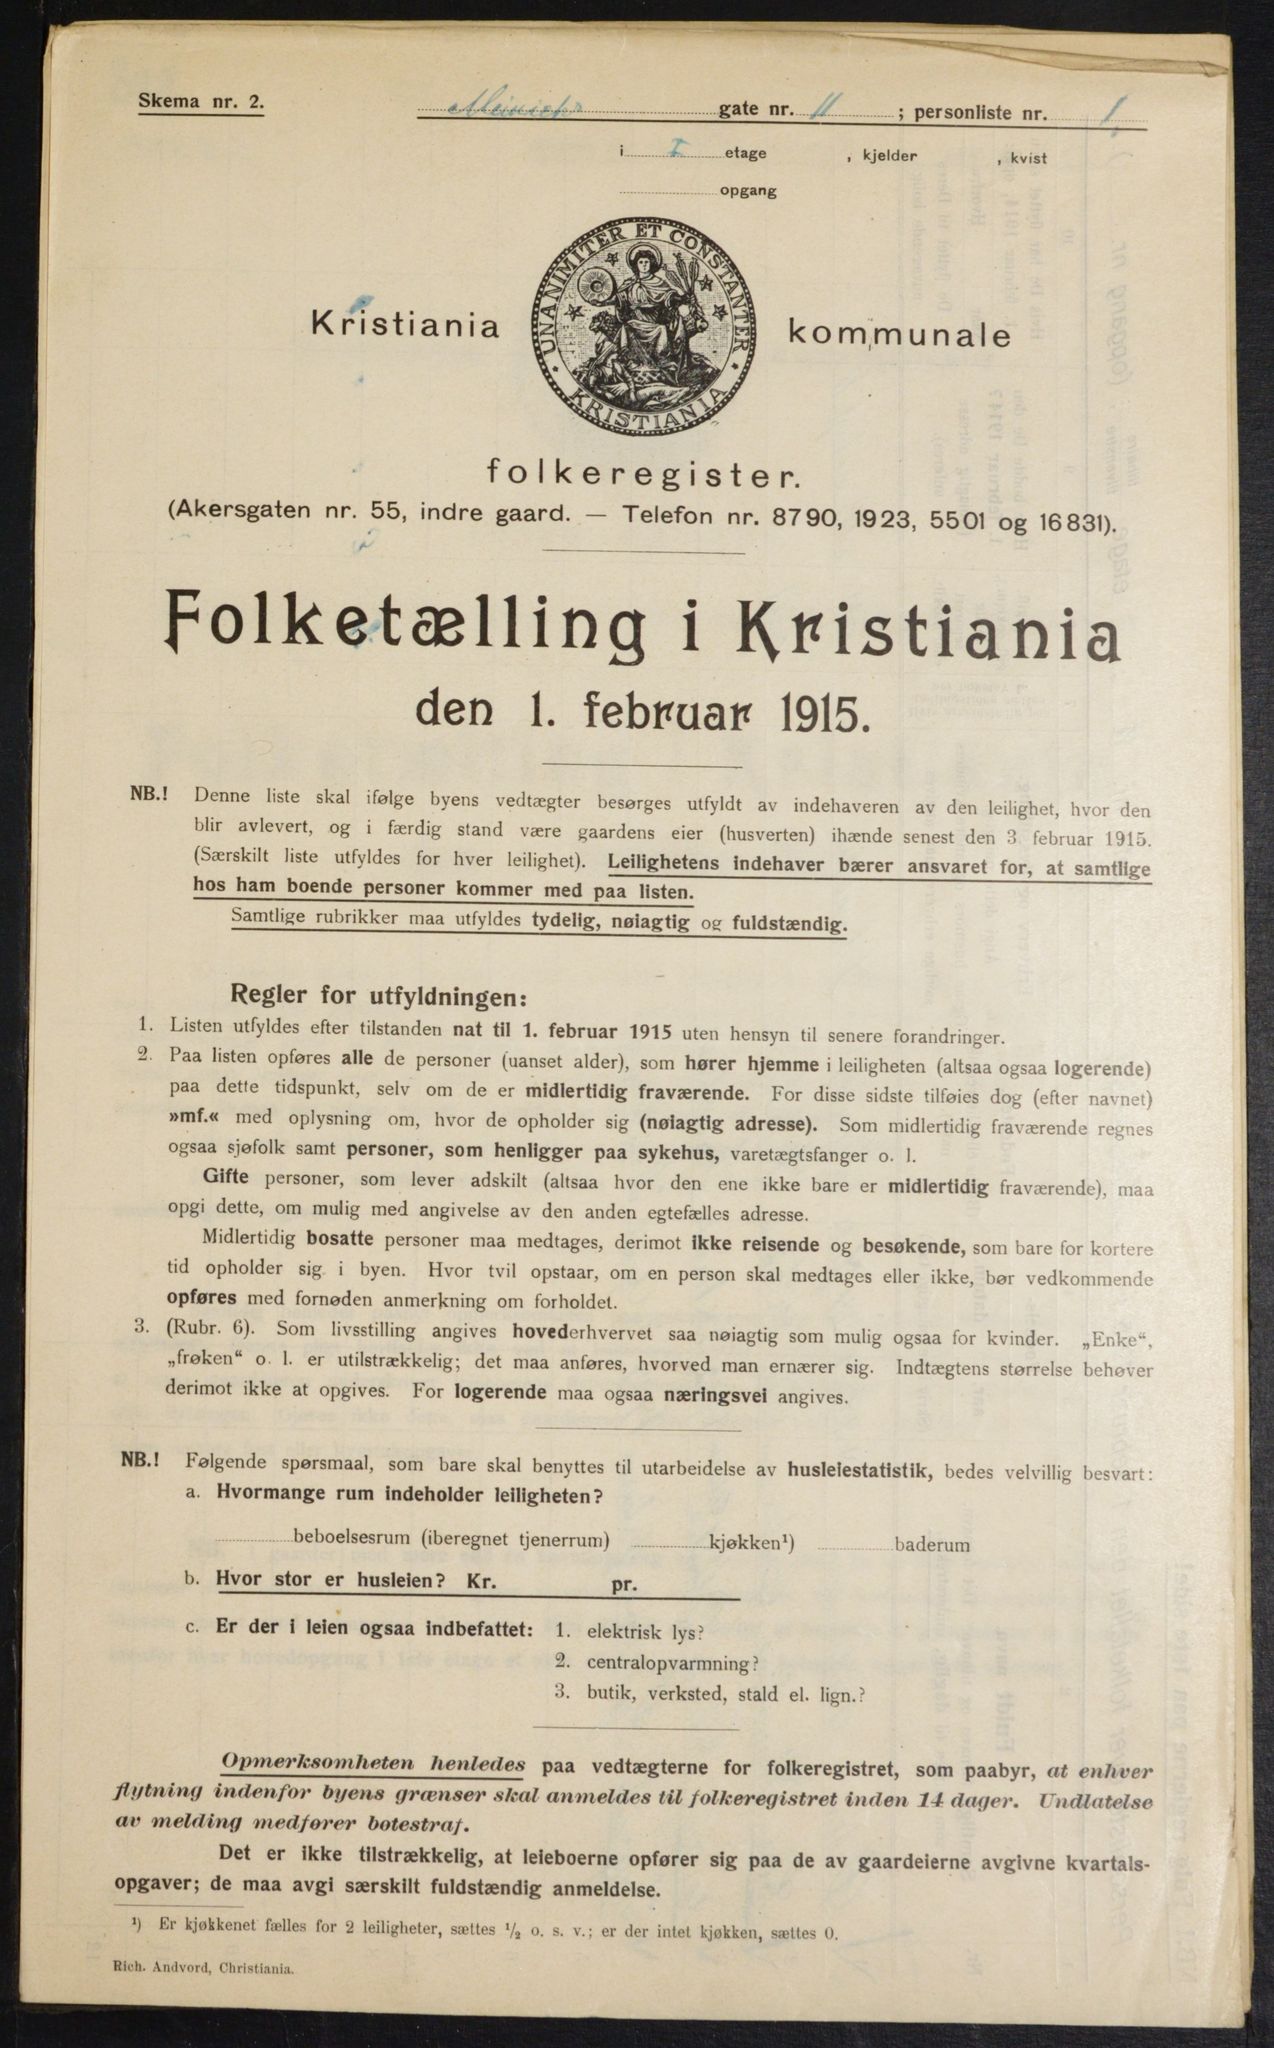 Skema nr. 2.
gate nr. 11 ; personliste nr. 1.
i I etage , kjelder , kvist
opgang
UNANIMITER ET CONSTANTER
KRISTIANIA
Kristiania kommunale
folkeregister.
(Akersgaten nr. 55, indre gaard. — Telefon nr. 8790, 1923, 5501 og 16831).
Folketælling i Kristiania
den 1. februar 1915.
NB.! Denne liste skal ifølge byens vedtægter besørges utfyldt av indehaveren av den leilighet, hvor den
blir avlevert, og i færdig stand være gaardens eier (husverten) ihænde senest den 3. februar 1915.
(Særskilt liste utfyldes for hver leilighet). Leilighetens indehaver bærer ansvaret for, at samtlige
hos ham boende personer kommer med paa listen.
Samtlige rubrikker maa utfyldes tydelig, nøiagtig og fuldstændig.
Regler for utfyldningen:
1. Listen utfyldes efter tilstanden nat til 1. februar 1915 uten hensyn til senere forandringer.
2. Paa listen opføres alle de personer (uanset alder), som hører hjemme i leiligheten (altsaa ogsaa logerende)
paa dette tidspunkt, selv om de er midlertidig fraværende. For disse sidste tilføies dog (efter navnet)
»mf.« med oplysning om, hvor de opholder sig (nøiagtig adresse). Som midlertidig fraværende regnes
ogsaa sjøfolk samt personer, som henligger paa sykehus, varetægtsfanger o. l.
Gifte personer, som lever adskilt (altsaa hvor den ene ikke bare er midlertidig fraværende), maa
opgi dette, om mulig med angivelse av den anden egtefælles adresse.
Midlertidig bosatte personer maa medtages, derimot ikke reisende og besøkende, som bare for kortere
tid opholder sig i byen. Hvor tvil opstaar, om en person skal medtages eller ikke, bør vedkommende
opføres med fornøden anmerkning om forholdet.
3. (Rubr. 6). Som livsstilling angives hovederhvervet saa nøiagtig som mulig ogsaa for kvinder. „Enke“,
„frøken“ o. l. er utilstrækkelig; det maa anføres, hvorved man ernærer sig. Indtægtens størrelse behøver
derimot ikke at opgives. For logerende maa ogsaa næringsvei angives.
NB.! Følgende spørsmaal, som bare skal benyttes til utarbeidelse av husleiestatistik, bedes velvillig besvart:
a. Hvormange rum indeholder leiligheten?
beboelsesrum (iberegnet tjenerrum) kjøkken¹) baderum
b. Hvor stor er husleien? Kr. pr.
c. Er der i leien ogsaa indbefattet: 1. elektrisk lys?
2. centralopvarmning?
3. butik, verksted, stald el. lign.?
Opmerksomheten henledes paa vedtægterne for folkeregistret, som paabyr, at enhver
flytning indenfor byens grænser skal anmeldes til folkeregistret inden 14 dager. Undlatelse
av melding medfører bøtestraf.
Det er ikke tilstrækkelig, at leieboerne opfører sig paa de av gaardeierne avgivne kvartals-
opgaver; de maa avgi særskilt fuldstændig anmeldelse.
¹) Er kjøkkenet fælles for 2 leiligheter, sættes ½ o. s. v.; er der intet kjøkken, sættes 0.
Rich. Andvord, Christiania.